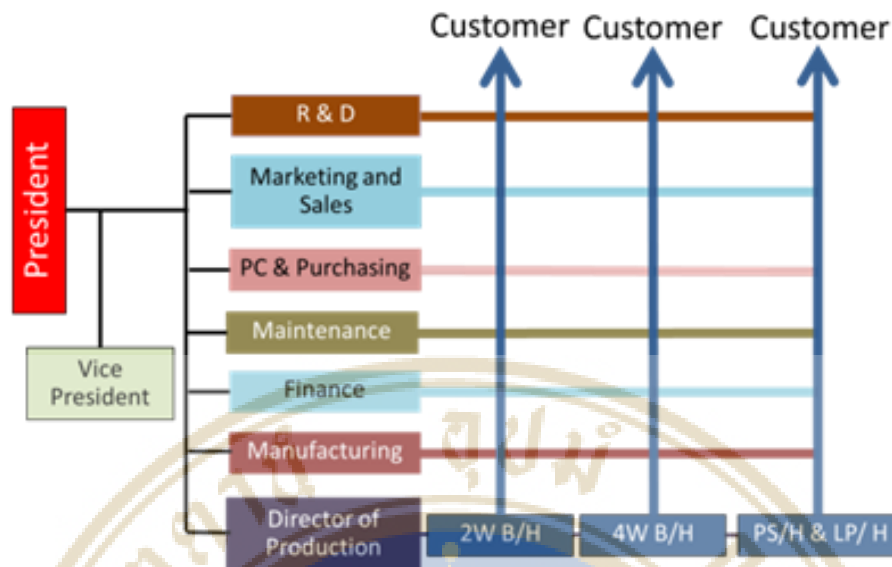 Customer Customer Customer
R & D
Marketing and
Sales
President
PC & Purchasing
Maintenance
Vice
President
Finance
Manufacturing
Director of
Production
2W B/H
4W B/H
PS/H & LP/ H